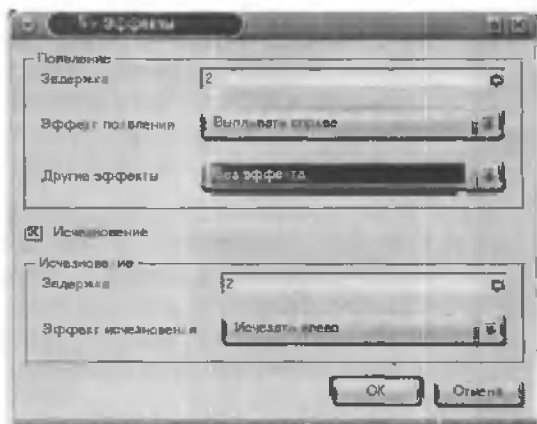 5 - Эффекты
Появление
Задержка 2
Эффект появления Выплывать справа
Другие эффекты Без эффекта
Исчезновение
Исчезновение
Задержка 2
Эффект исчезновения Исчезать влево
OK Отмена